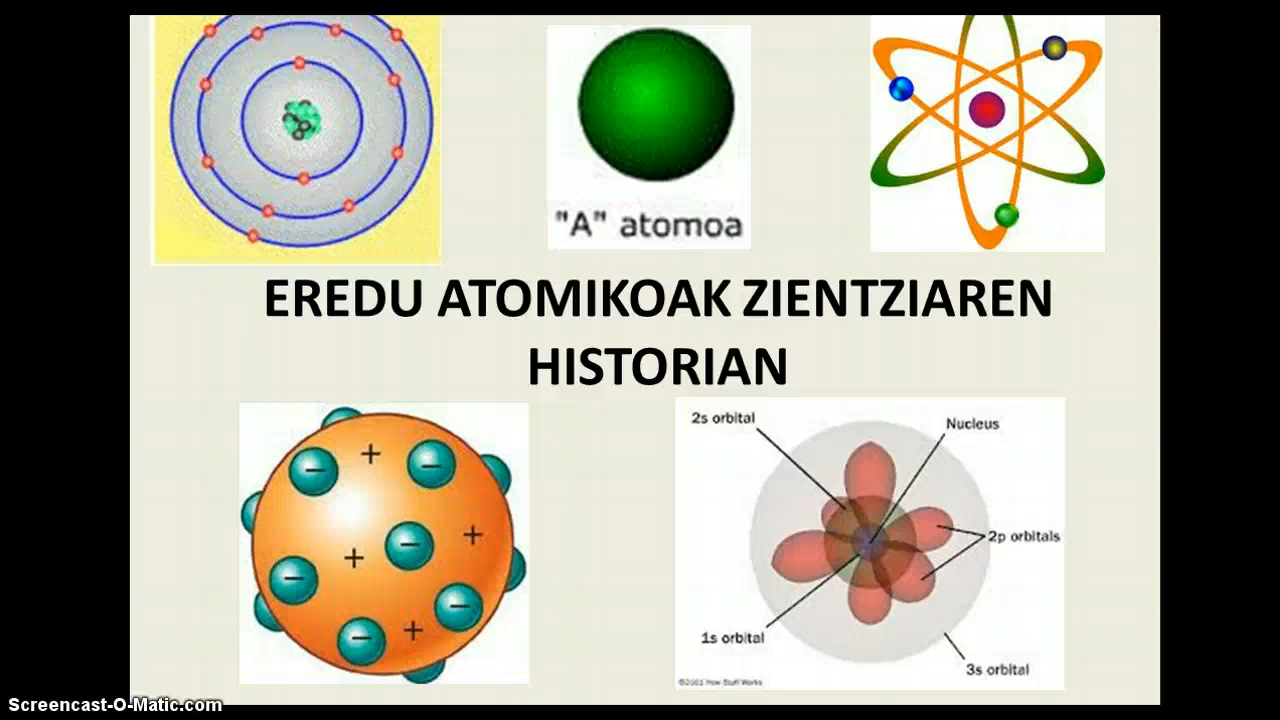 "A" atomoa
EREDU ATOMIKOAK ZIENTZIAREN
HISTORIAN
+
−
−
+
−
+
−
−
−
+
2s orbital
Nucleus
2p orbitals
1s orbital
3s orbital
Screencast-O-Matic.com